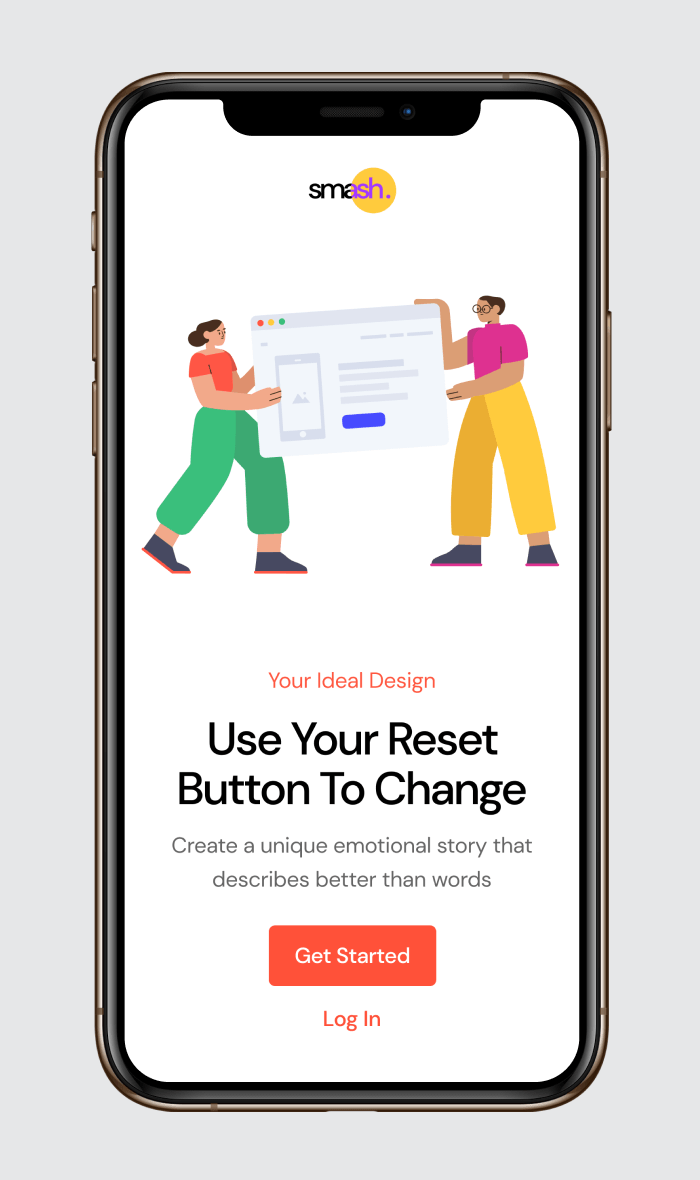 smash.
Your Ideal Design
Use Your Reset
Button To Change
Create a unique emotional story that
describes better than words
Get Started
Log In